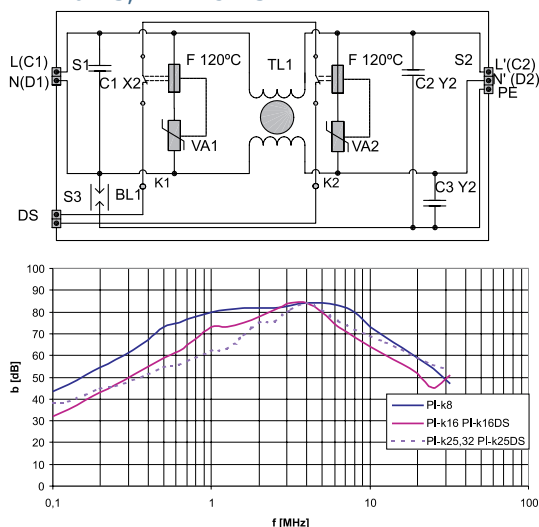 L(C1) S1 F 120ºC TL1 F 120ºC S2 L'(C2)
N(D1) C1 X2 C2 Y2 N' (D2)
PE
VA1 VA2
S3 BL1 K1 K2 C3 Y2
DS
100
90
80
70
60
50
40
30
20
10
0
b [dB]
PI-k8
PI-k16 PI-k16DS
PI-k25,32 PI-k25DS
0,1 1 10 100
f [MHz]